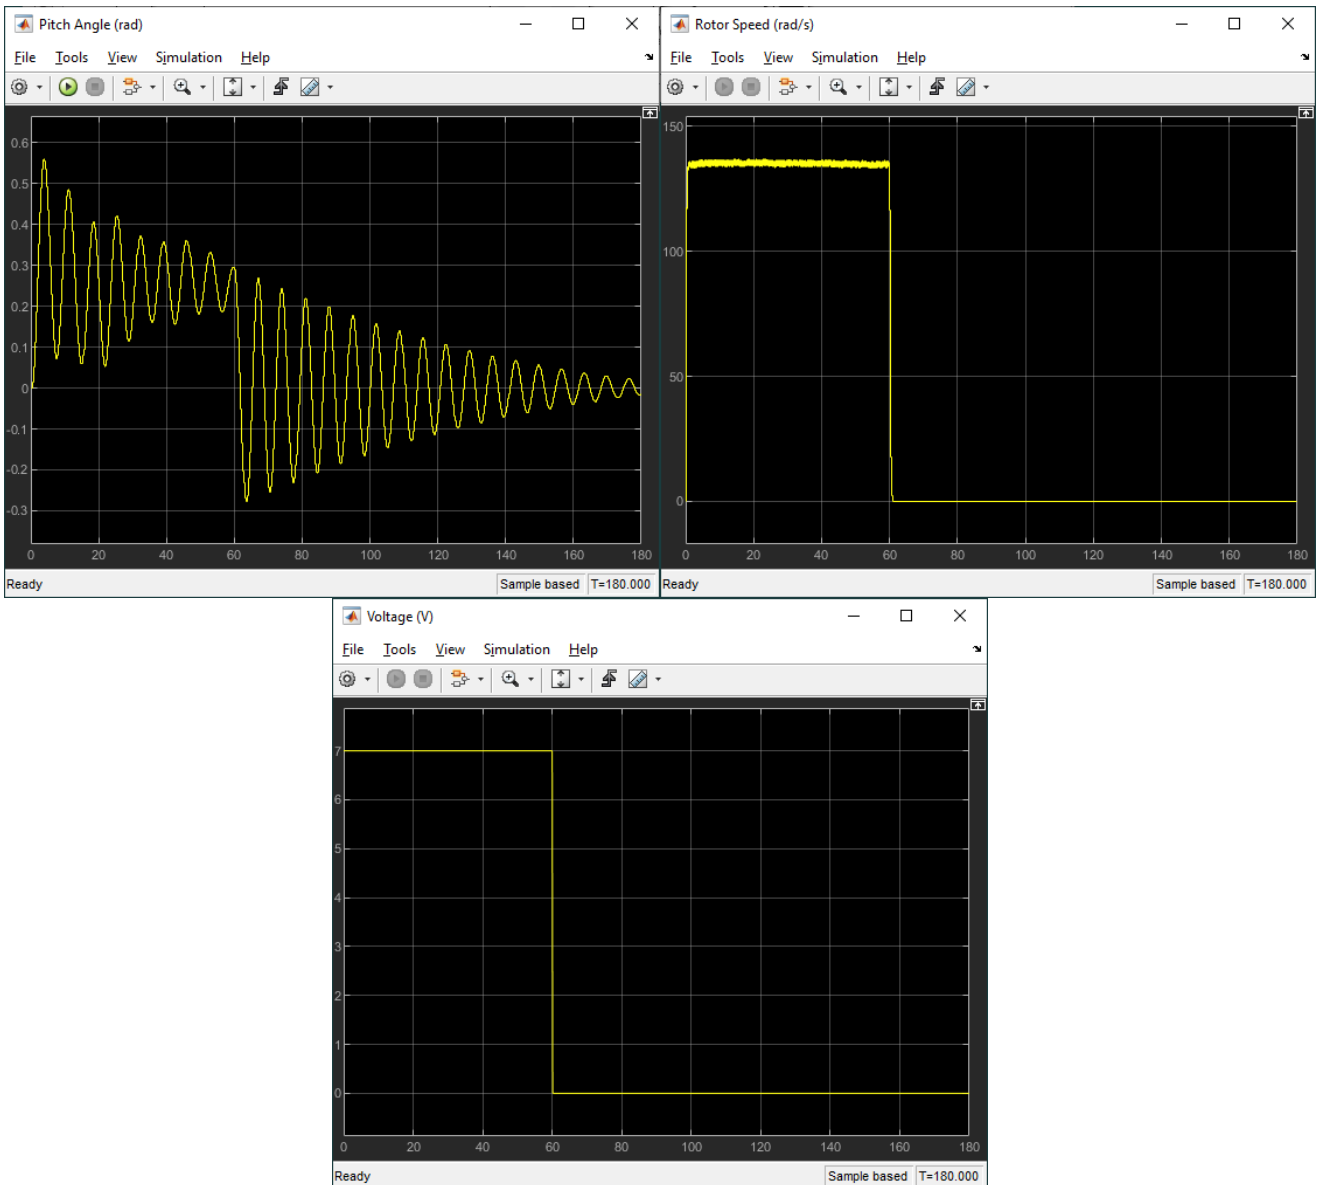 Pitch Angle (rad)
File Tools View Simulation Help
0.6
0.5
0.4
0.3
0.2
0.1
0
-0.1
-0.2
-0.3
0 20 40 60 80 100 120 140 160 180
Ready Sample based T=180.000
Rotor Speed (rad/s)
File Tools View Simulation Help
150
100
50
0
0 20 40 60 80 100 120 140 160 180
Ready Sample based T=180.000
Voltage (V)
File Tools View Simulation Help
7
6
5
4
3
2
1
0
0 20 40 60 80 100 120 140 160 180
Ready Sample based T=180.000